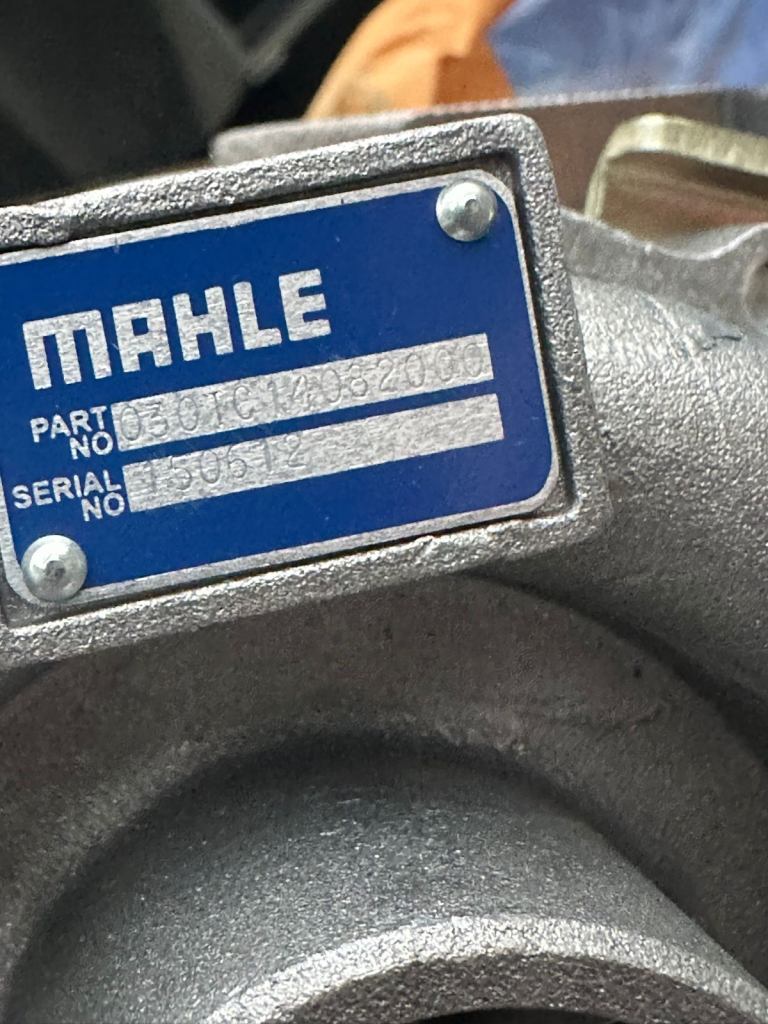 MAHLE
PART NO 030TC14082000
SERIAL NO 150612